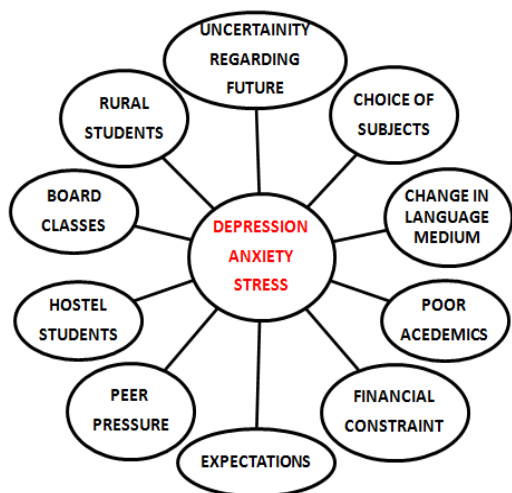 UNCERTAINITY
REGARDING
FUTURE
CHOICE OF
SUBJECTS
CHANGE IN
LANGUAGE
MEDIUM
POOR
ACEDEMICS
FINANCIAL
CONSTRAINT
EXPECTATIONS
PEER
PRESSURE
HOSTEL
STUDENTS
BOARD
CLASSES
RURAL
STUDENTS
DEPRESSION
ANXIETY
STRESS